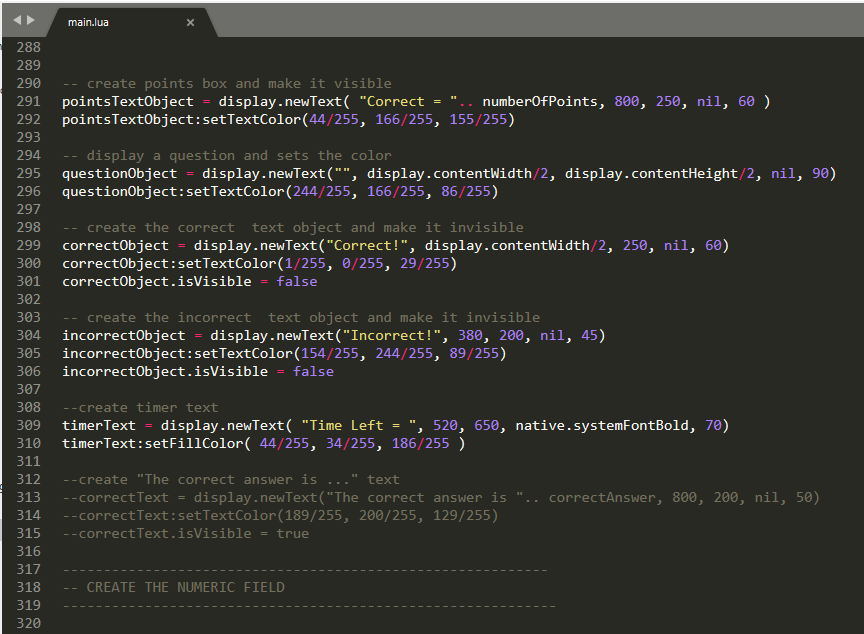 main.lua ×
288
289
290 -- create points box and make it visible
291 pointsTextObject = display.newText( "Correct = ".. numberOfPoints, 800, 250, nil, 60 )
292 pointsTextObject:setTextColor(44/255, 166/255, 155/255)
293
294 -- display a question and sets the color
295 questionObject = display.newText("", display.contentWidth/2, display.contentHeight/2, nil, 90)
296 questionObject:setTextColor(244/255, 166/255, 86/255)
297
298 -- create the correct  text object and make it invisible
299 correctObject = display.newText("Correct!", display.contentWidth/2, 250, nil, 60)
300 correctObject:setTextColor(1/255, 0/255, 29/255)
301 correctObject.isVisible = false
302
303 -- create the incorrect  text object and make it invisible
304 incorrectObject = display.newText("Incorrect!", 380, 200, nil, 45)
305 incorrectObject:setTextColor(154/255, 244/255, 89/255)
306 incorrectObject.isVisible = false
307
308 --create timer text
309 timerText = display.newText( "Time Left = ", 520, 650, native.systemFontBold, 70)
310 timerText:setFillColor( 44/255, 34/255, 186/255 )
311
312 --create "The correct answer is ..." text
313 --correctText = display.newText("The correct answer is ".. correctAnswer, 800, 200, nil, 50)
314 --correctText:setTextColor(189/255, 200/255, 129/255)
315 --correctText.isVisible = true
316
317 -----------------------------------------------------------
318 -- CREATE THE NUMERIC FIELD
319 ------------------------------------------------------------
320